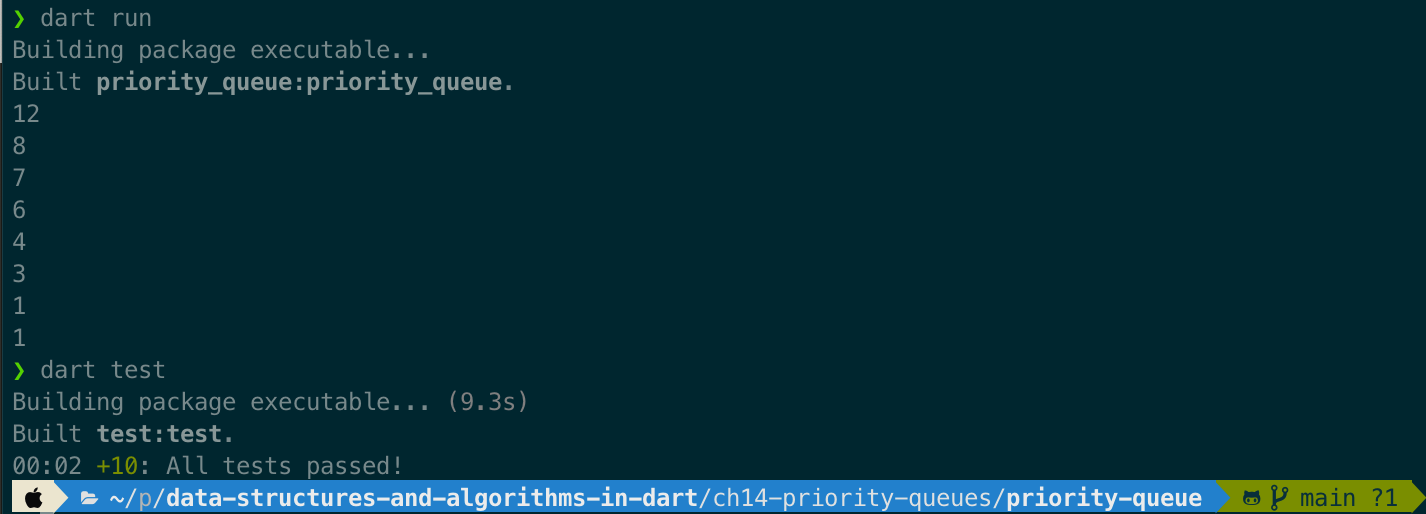 ❯ dart run
Building package executable...
Built priority_queue:priority_queue.
12
8
7
6
4
3
1
1
❯ dart test
Building package executable... (9.3s)
Built test:test.
00:02 +10: All tests passed!
~/p/data-structures-and-algorithms-in-dart/ch14-priority-queues/priority-queue main ?1